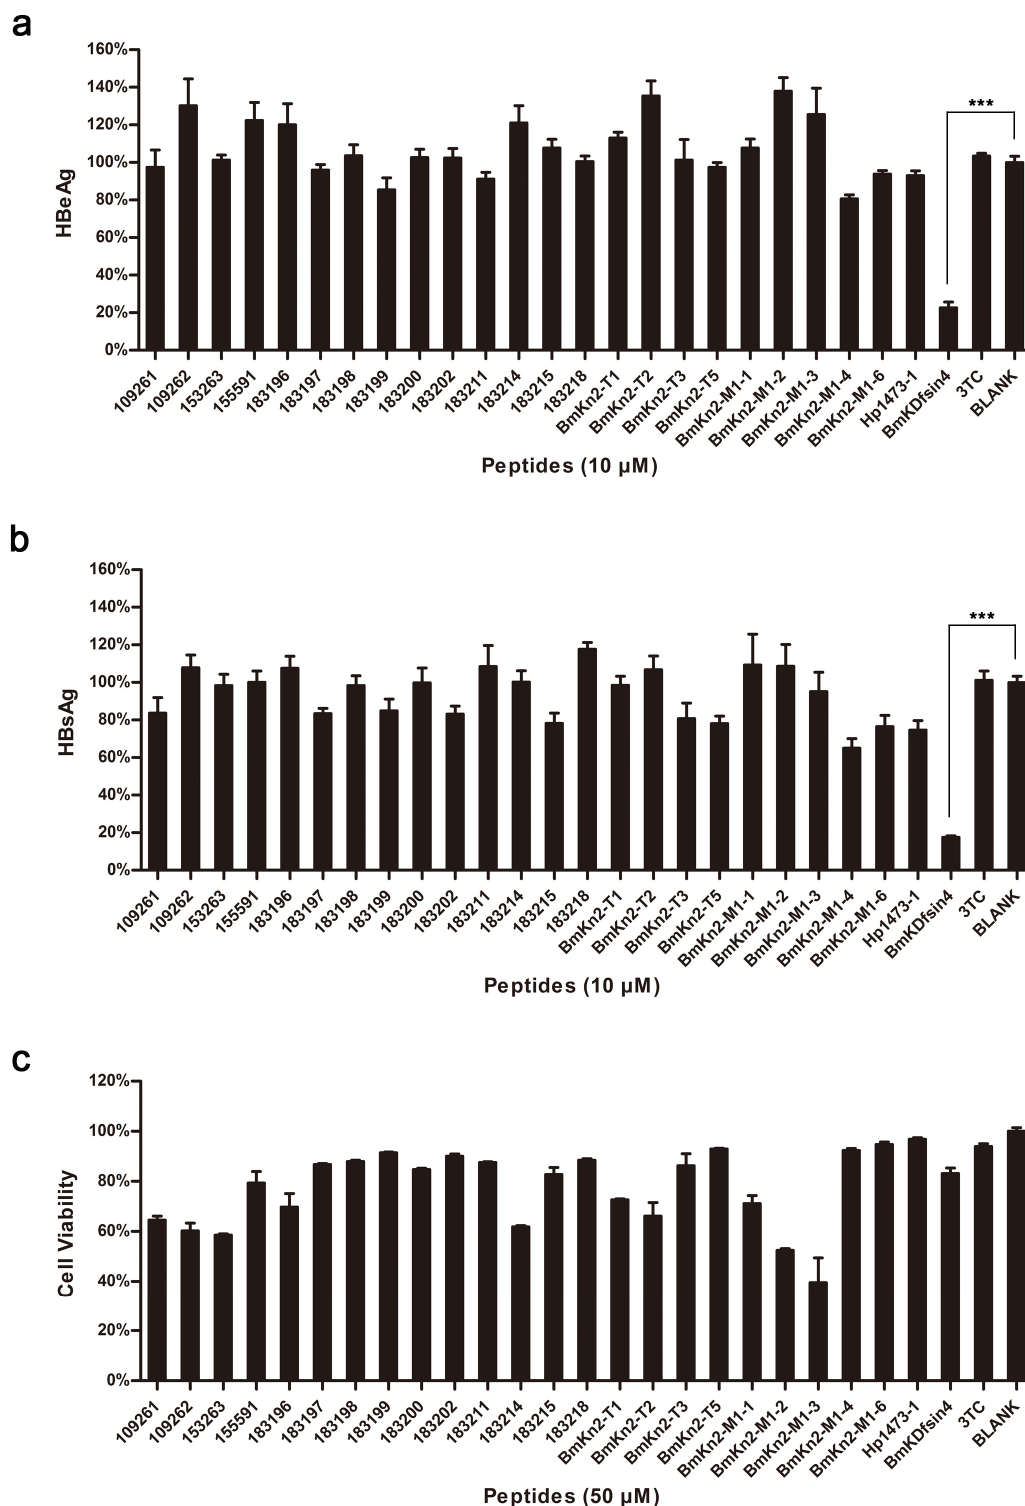 a
160%
140%
120%
100%
80%
60%
40%
20%
0%
HBeAg
***
109261
109262
153263
155591
183196
183197
183198
183199
183200
183202
183211
183214
183215
183218
BmKn2-T1
BmKn2-T2
BmKn2-T3
BmKn2-T5
BmKn2-M1-1
BmKn2-M1-2
BmKn2-M1-3
BmKn2-M1-4
BmKn2-M1-6
Hp1473-1
BmKDfsin4
3TC
BLANK
Peptides (10 μM)
b
160%
140%
120%
100%
80%
60%
40%
20%
0%
HBsAg
***
109261
109262
153263
155591
183196
183197
183198
183199
183200
183202
183211
183214
183215
183218
BmKn2-T1
BmKn2-T2
BmKn2-T3
BmKn2-T5
BmKn2-M1-1
BmKn2-M1-2
BmKn2-M1-3
BmKn2-M1-4
BmKn2-M1-6
Hp1473-1
BmKDfsin4
3TC
BLANK
Peptides (10 μM)
c
120%
100%
80%
60%
40%
20%
0%
Cell Viability
109261
109262
153263
155591
183196
183197
183198
183199
183200
183202
183211
183214
183215
183218
BmKn2-T1
BmKn2-T2
BmKn2-T3
BmKn2-T5
BmKn2-M1-1
BmKn2-M1-2
BmKn2-M1-3
BmKn2-M1-4
BmKn2-M1-6
Hp1473-1
BmKDfsin4
3TC
BLANK
Peptides (50 μM)